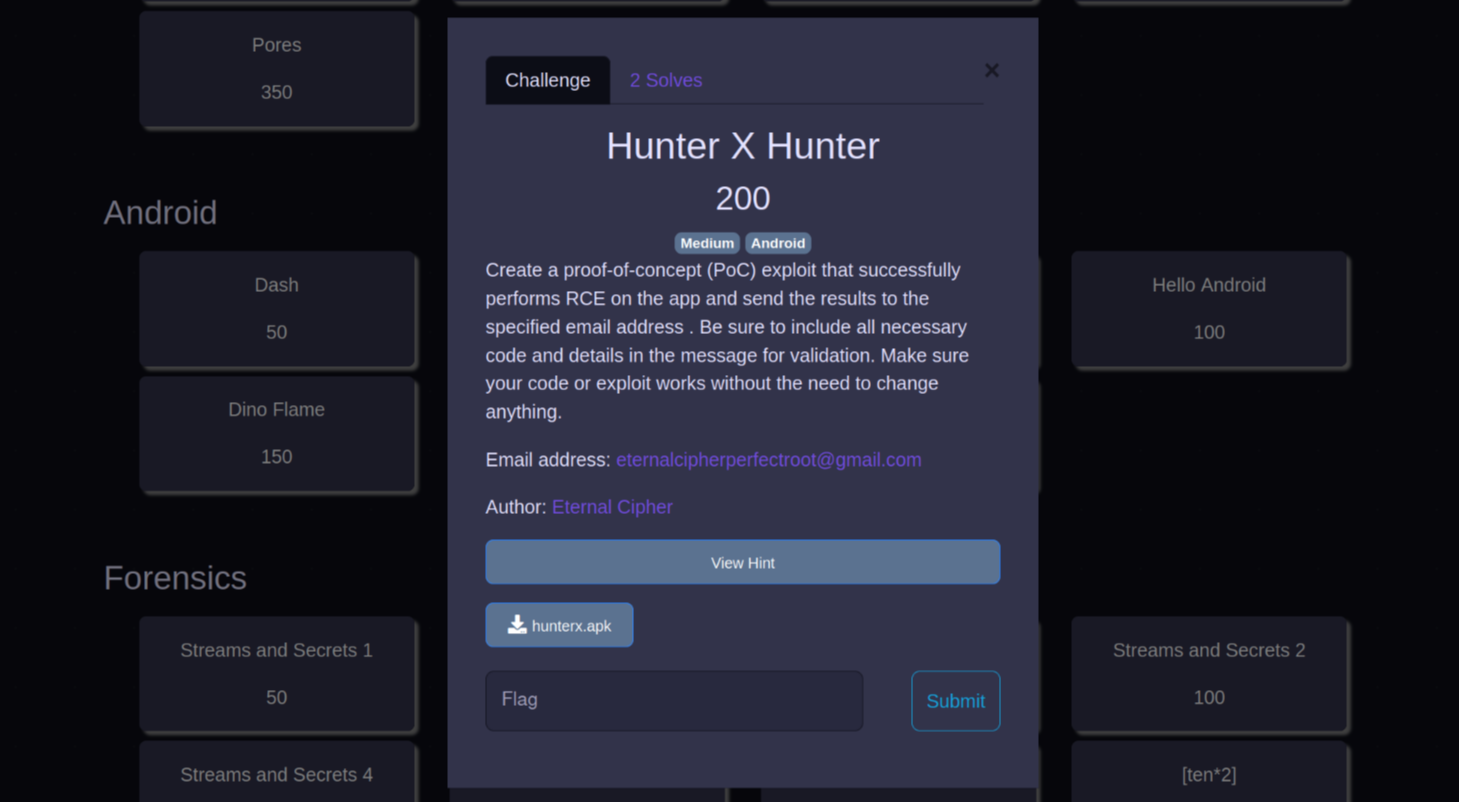 Pores
350
Challenge
2 Solves
×
Hunter X Hunter
200
Medium Android
Create a proof-of-concept (PoC) exploit that successfully
performs RCE on the app and send the results to the
specified email address . Be sure to include all necessary
code and details in the message for validation. Make sure
your code or exploit works without the need to change
anything.
Email address: eternalcipherperfectroot@gmail.com
Author: Eternal Cipher
View Hint
hunterx.apk
Flag
Submit
Android
Dash
50
Hello Android
100
Dino Flame
150
Forensics
Streams and Secrets 1
50
Streams and Secrets 2
100
Streams and Secrets 4
[ten*2]